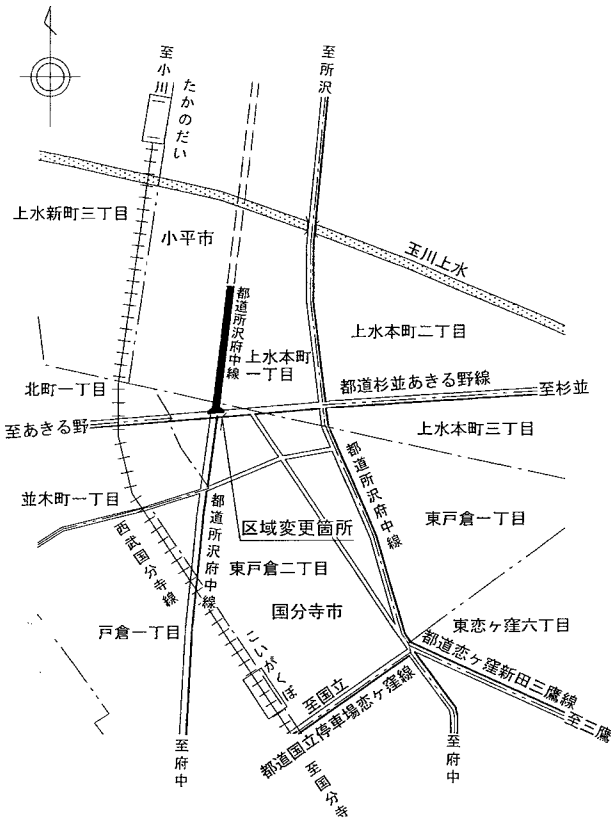 至小川
至所沢
たかのだい
上水新町三丁目
小平市
玉川上水
都道所沢府中線
上水本町二丁目
上水本町
一丁目
北町一丁目
都道杉並あきる野線
至杉並
至あきる野
上水本町三丁目
都道所沢府中線
並木町一丁目
都道所沢府中線
区域変更箇所
東戸倉一丁目
西武国分寺線
東戸倉二丁目
国分寺市
戸倉一丁目
こいがくぼ
東恋ヶ窪六丁目
都道恋ヶ窪新田三鷹線
至三鷹
至国立
都道国立停車場恋ヶ窪線
至府中
至国分寺
至府中